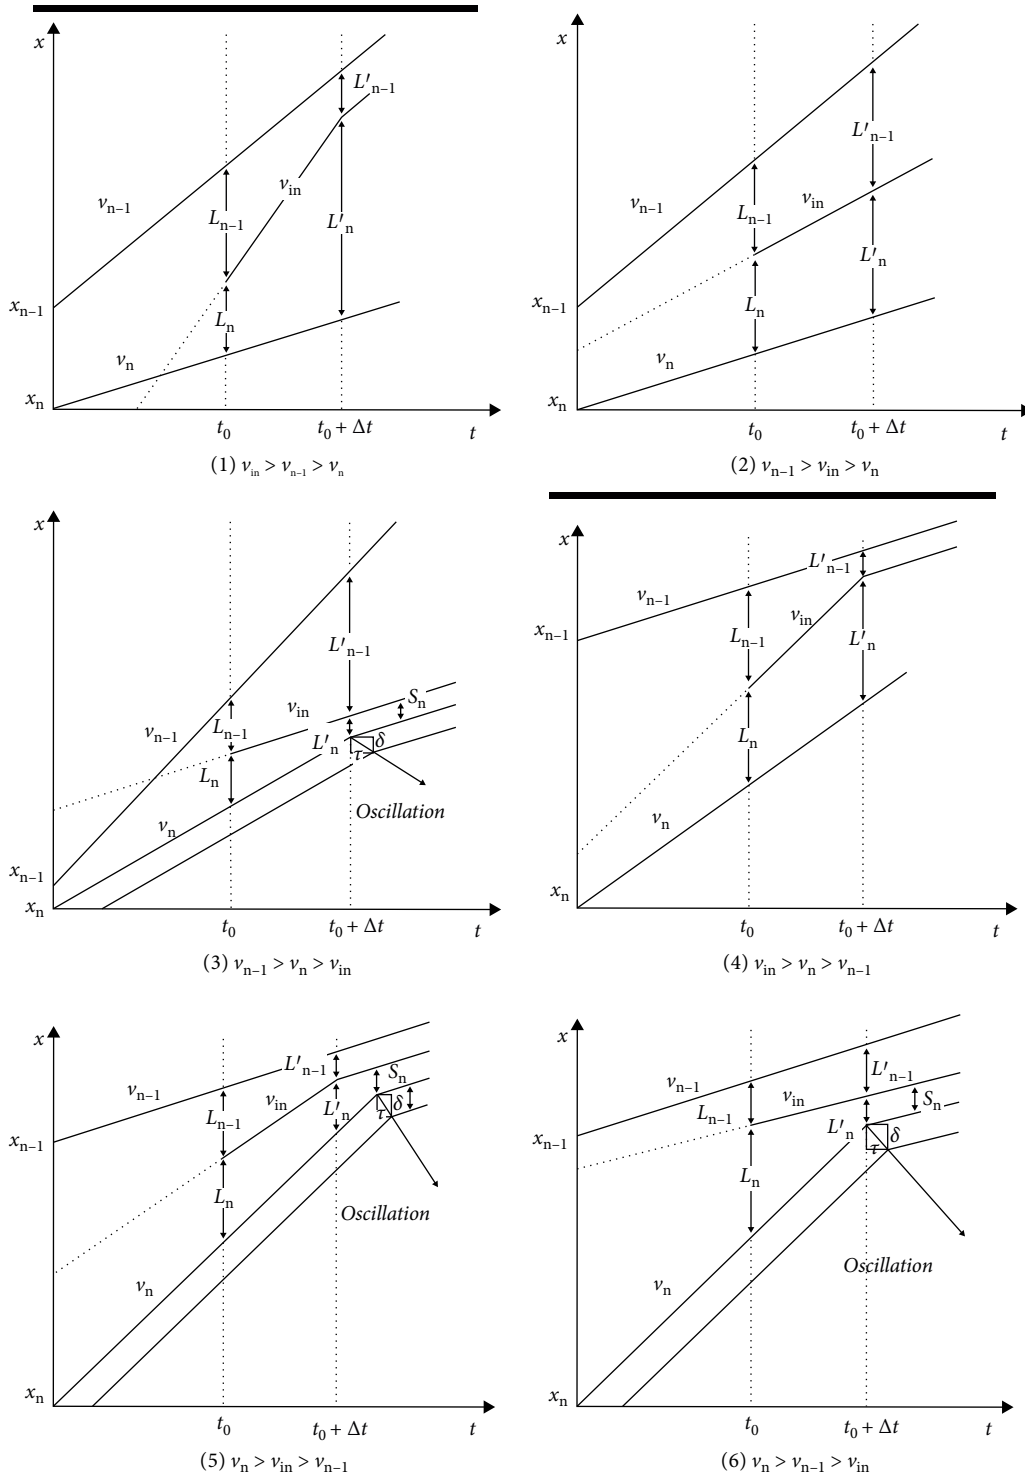 x
L′n−1
vin
vn−1
Ln−1
L′n
xn−1
Ln
vn
xn
t0
t0 + Δt
t
(1) vin > vn−1 > vn
x
L′n−1
vn−1
vin
Ln−1
L′n
xn−1
Ln
vn
xn
t0
t0 + Δt
t
(2) vn−1 > vin > vn
x
L′n−1
Sn
vin
vn−1
Ln−1
L′n
δ
τ
Ln
Oscillation
vn
xn−1
xn
t0
t0 + Δt
t
(3) vn−1 > vn > vin
x
L′n−1
vn−1
vin
xn−1
Ln−1
L′n
Ln
vn
xn
t0
t0 + Δt
t
(4) vin > vn > vn−1
x
L′n−1
Sn
vn−1
vin
Ln−1
L′n
τ
δ
xn−1
Ln
Oscillation
vn
xn
t0
t0 + Δt
t
(5) vn > vin > vn−1
x
L′n−1
vn−1
vin
Sn
Ln−1
L′n
δ
τ
xn−1
Ln
Oscillation
vn
xn
t0
t0 + Δt
t
(6) vn > vn−1 > vin